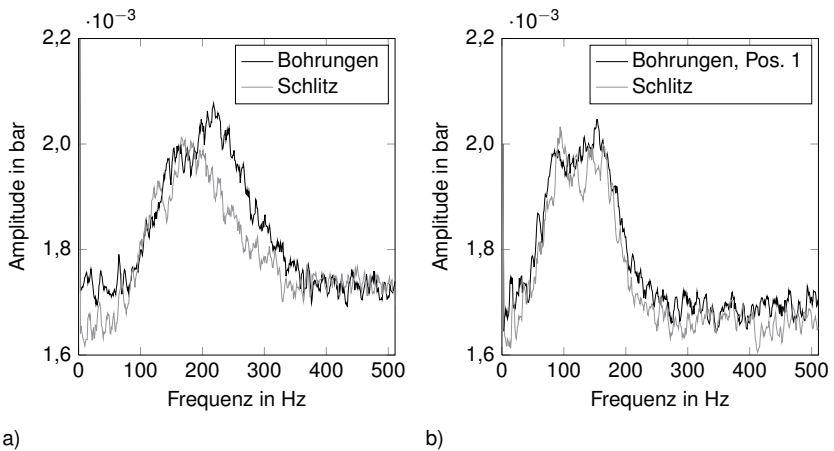 ·10⁻³
2,2
2,0
1,8
1,6
Amplitude in bar
Bohrungen
Schlitz
0 100 200 300 400 500
Frequenz in Hz
a)
·10⁻³
2,2
2,0
1,8
1,6
Amplitude in bar
Bohrungen, Pos. 1
Schlitz
0 100 200 300 400 500
Frequenz in Hz
b)